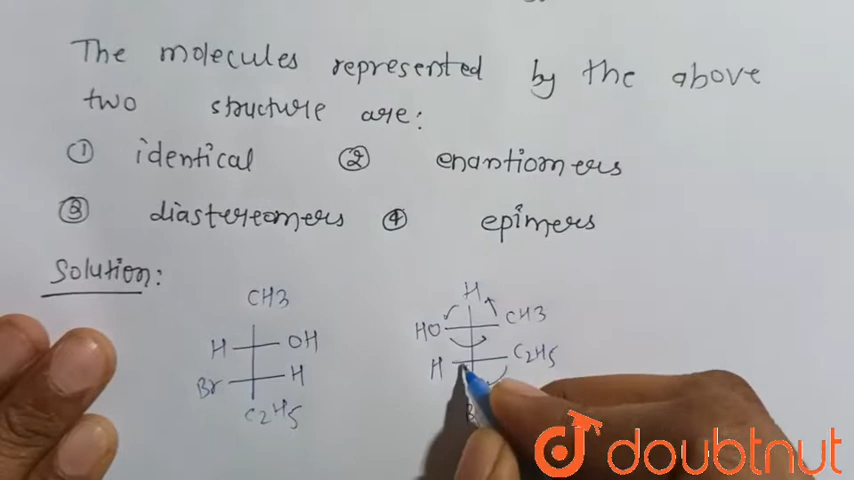 The molecules represented by the above
two structure are:
① identical ② enantiomers
③ diastereomers ④ epimers
Solution:
CH3
H OH
Br H
C2H5
H
HO CH3
H C2H5
B
doubtnut